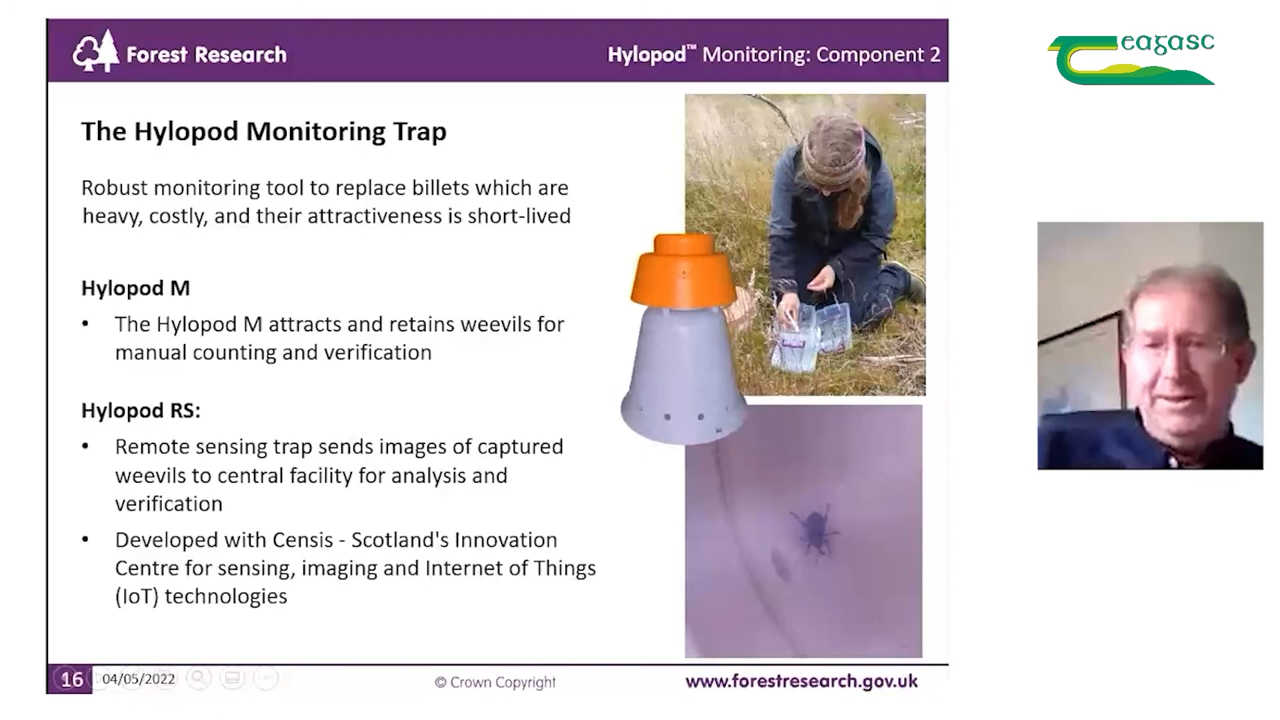 Forest Research
Hylopod™ Monitoring: Component 2
eagasc
The Hylopod Monitoring Trap
Robust monitoring tool to replace billets which are
heavy, costly, and their attractiveness is short-lived
Hylopod M
• The Hylopod M attracts and retains weevils for
manual counting and verification
Hylopod RS:
• Remote sensing trap sends images of captured
weevils to central facility for analysis and
verification
• Developed with Censis - Scotland's Innovation
Centre for sensing, imaging and Internet of Things
(IoT) technologies
16
04/05/2022
© Crown Copyright
www.forestresearch.gov.uk